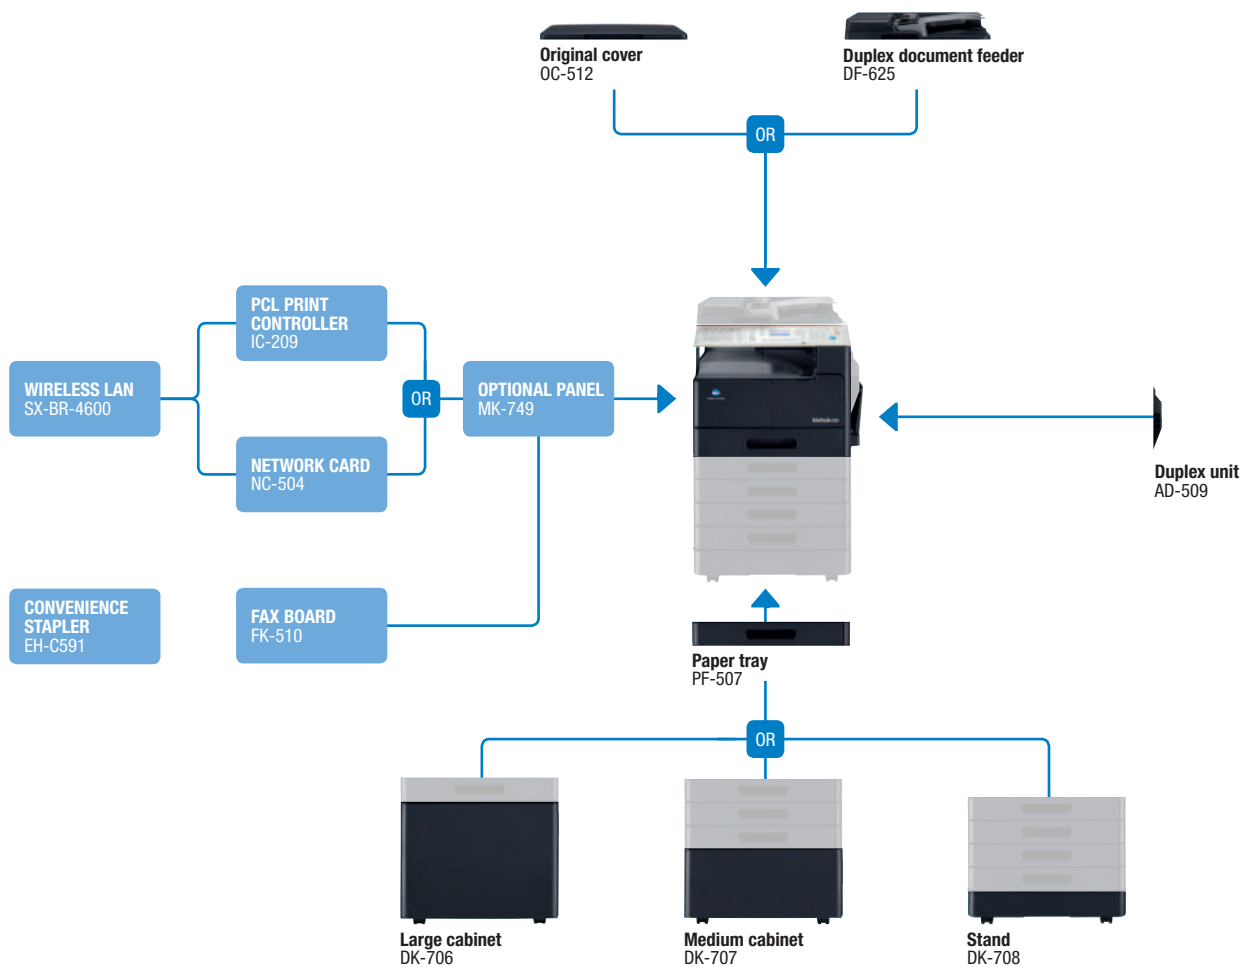 Original cover
OC-512
Duplex document feeder
DF-625
OR
PCL PRINT
CONTROLLER
IC-209
WIRELESS LAN
SX-BR-4600
OR
OPTIONAL PANEL
MK-749
NETWORK CARD
NC-504
Duplex unit
AD-509
CONVENIENCE
STAPLER
EH-C591
FAX BOARD
FK-510
Paper tray
PF-507
OR
Large cabinet
DK-706
Medium cabinet
DK-707
Stand
DK-708